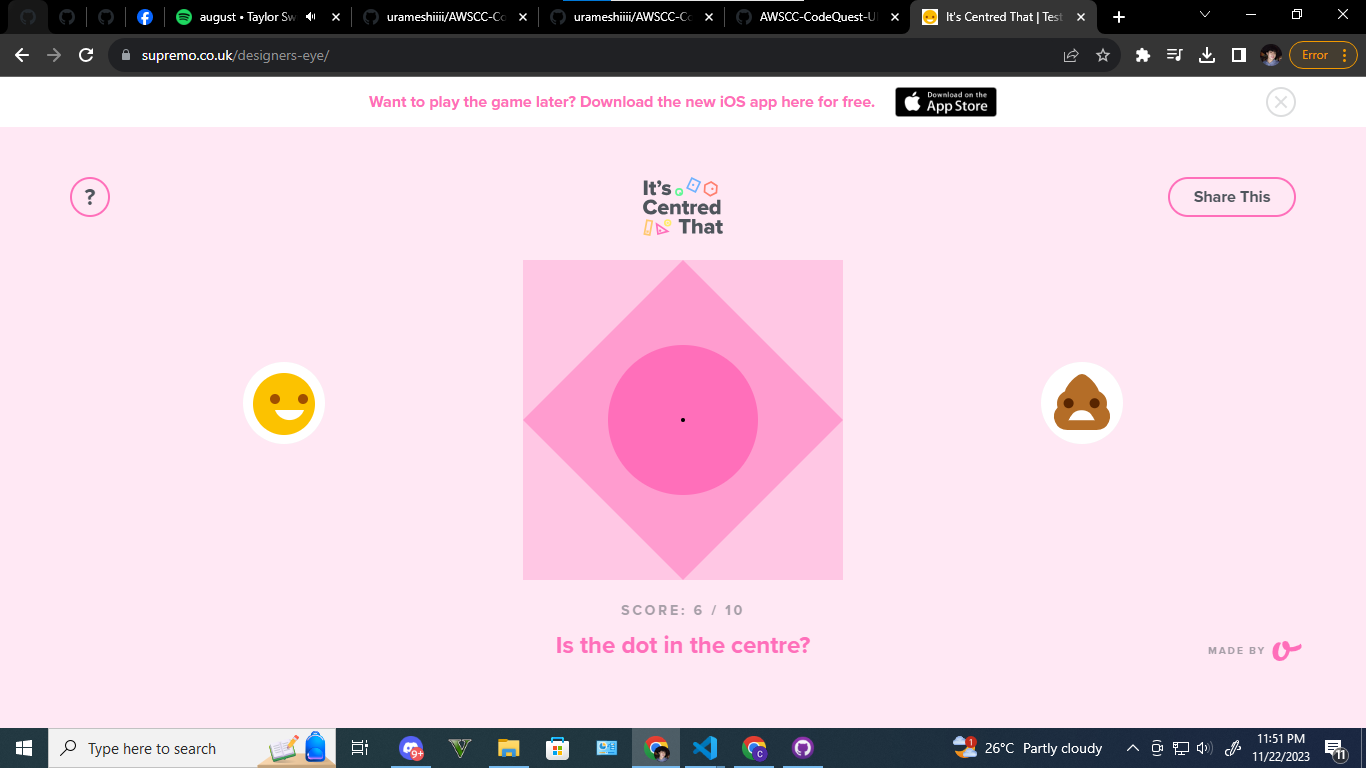 august • Taylor Sw
urameshiiii/AWSCC-Co
urameshiiii/AWSCC-Co
AWSCC-CodeQuest-U
It's Centred That | Test
supremo.co.uk/designers-eye/
Error
Want to play the game later? Download the new iOS app here for free.
Download on the
App Store
?
It's
Centred
That
Share This
SCORE: 6 / 10
Is the dot in the centre?
MADE BY
Type here to search
9+
C
1
26°C Partly cloudy
11:51 PM
11/22/2023
11